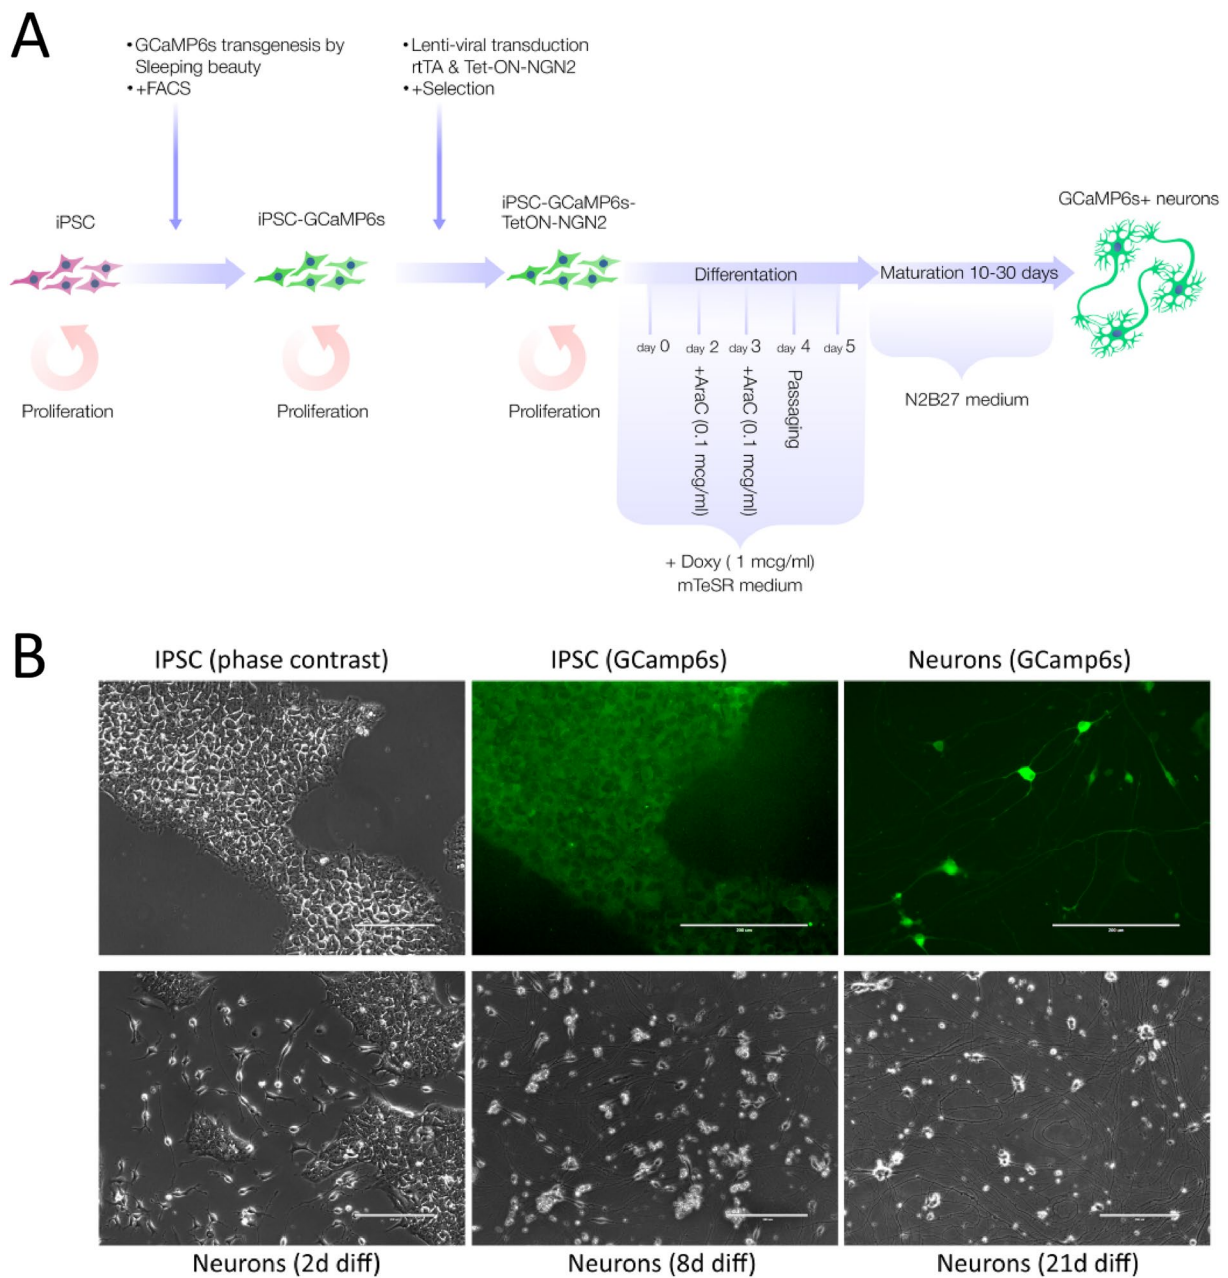 A
•GCaMP6s transgenesis by
Sleeping beauty
• +FACS
• Lenti-viral transduction
rtTA & Tet-ON-NGN2
• +Selection
iPSC
iPSC-GCaMP6s
iPSC-GCaMP6s-
TetON-NGN2
GCaMP6s+ neurons
Differentation
Maturation 10-30 days
day 0
day 2
day 3
day 4
day 5
+AraC (0.1 mcg/ml)
+AraC (0.1 mcg/ml)
Passaging
Proliferation
Proliferation
Proliferation
N2B27 medium
+ Doxy ( 1 mcg/ml)
mTeSR medium
B
IPSC (phase contrast)
IPSC (GCamp6s)
Neurons (GCamp6s)
200 um
Neurons (2d diff)
Neurons (8d diff)
Neurons (21d diff)